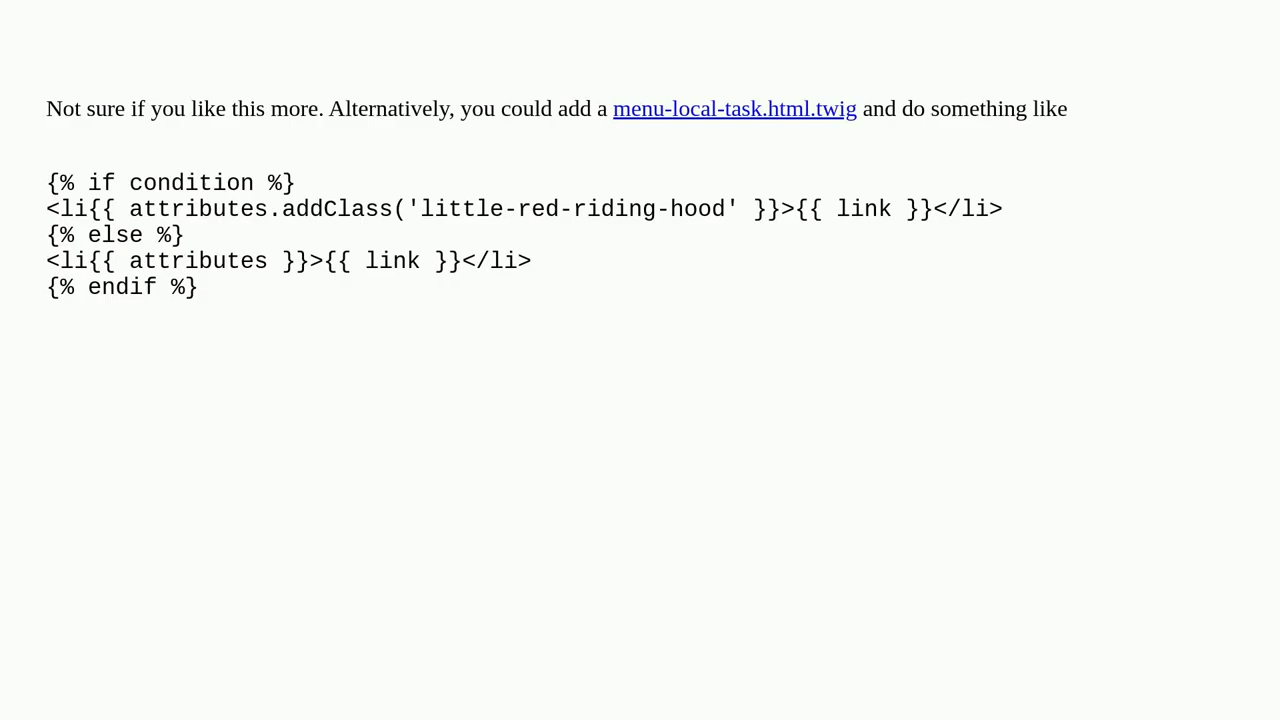 Not sure if you like this more. Alternatively, you could add a menu-local-task.html.twig and do something like
{% if condition %}
<li{{ attributes.addClass('little-red-riding-hood' }}>{{ link }}</li>
{% else %}
<li{{ attributes }}>{{ link }}</li>
{% endif %}